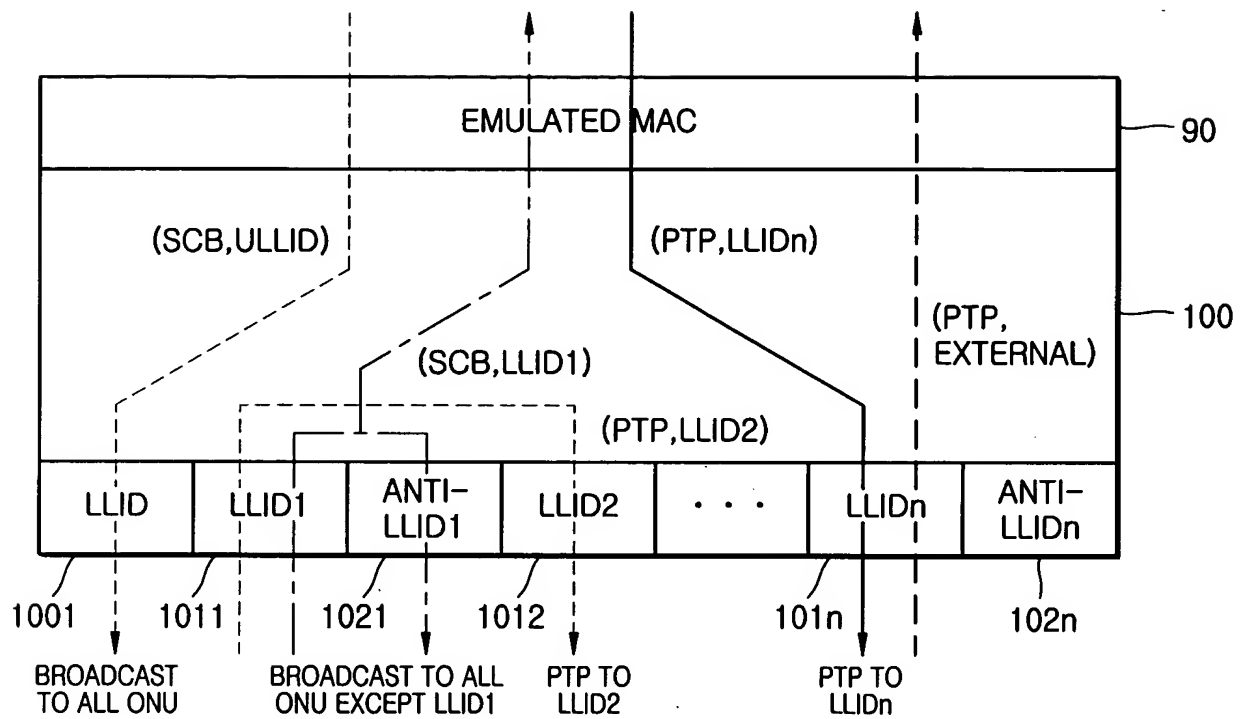 EMULATED MAC
90
(SCB,ULLID)
(PTP,LLIDn)
(PTP,
EXTERNAL)
100
(SCB,LLID1)
(PTP,LLID2)
LLID
LLID1
ANTI-
LLID1
LLID2
. . .
LLIDn
ANTI-
LLIDn
1001
1011
1021
1012
101n
102n
BROADCAST
TO ALL ONU
BROADCAST TO ALL
ONU EXCEPT LLID1
PTP TO
LLID2
PTP TO
LLIDn